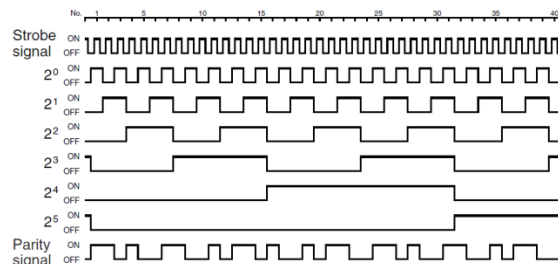 No. 1 5 10 15 20 25 30 35 40
Strobe signal ON OFF
2⁰ ON OFF
2¹ ON OFF
2² ON OFF
2³ ON OFF
2⁴ ON OFF
2⁵ ON OFF
Parity signal ON OFF